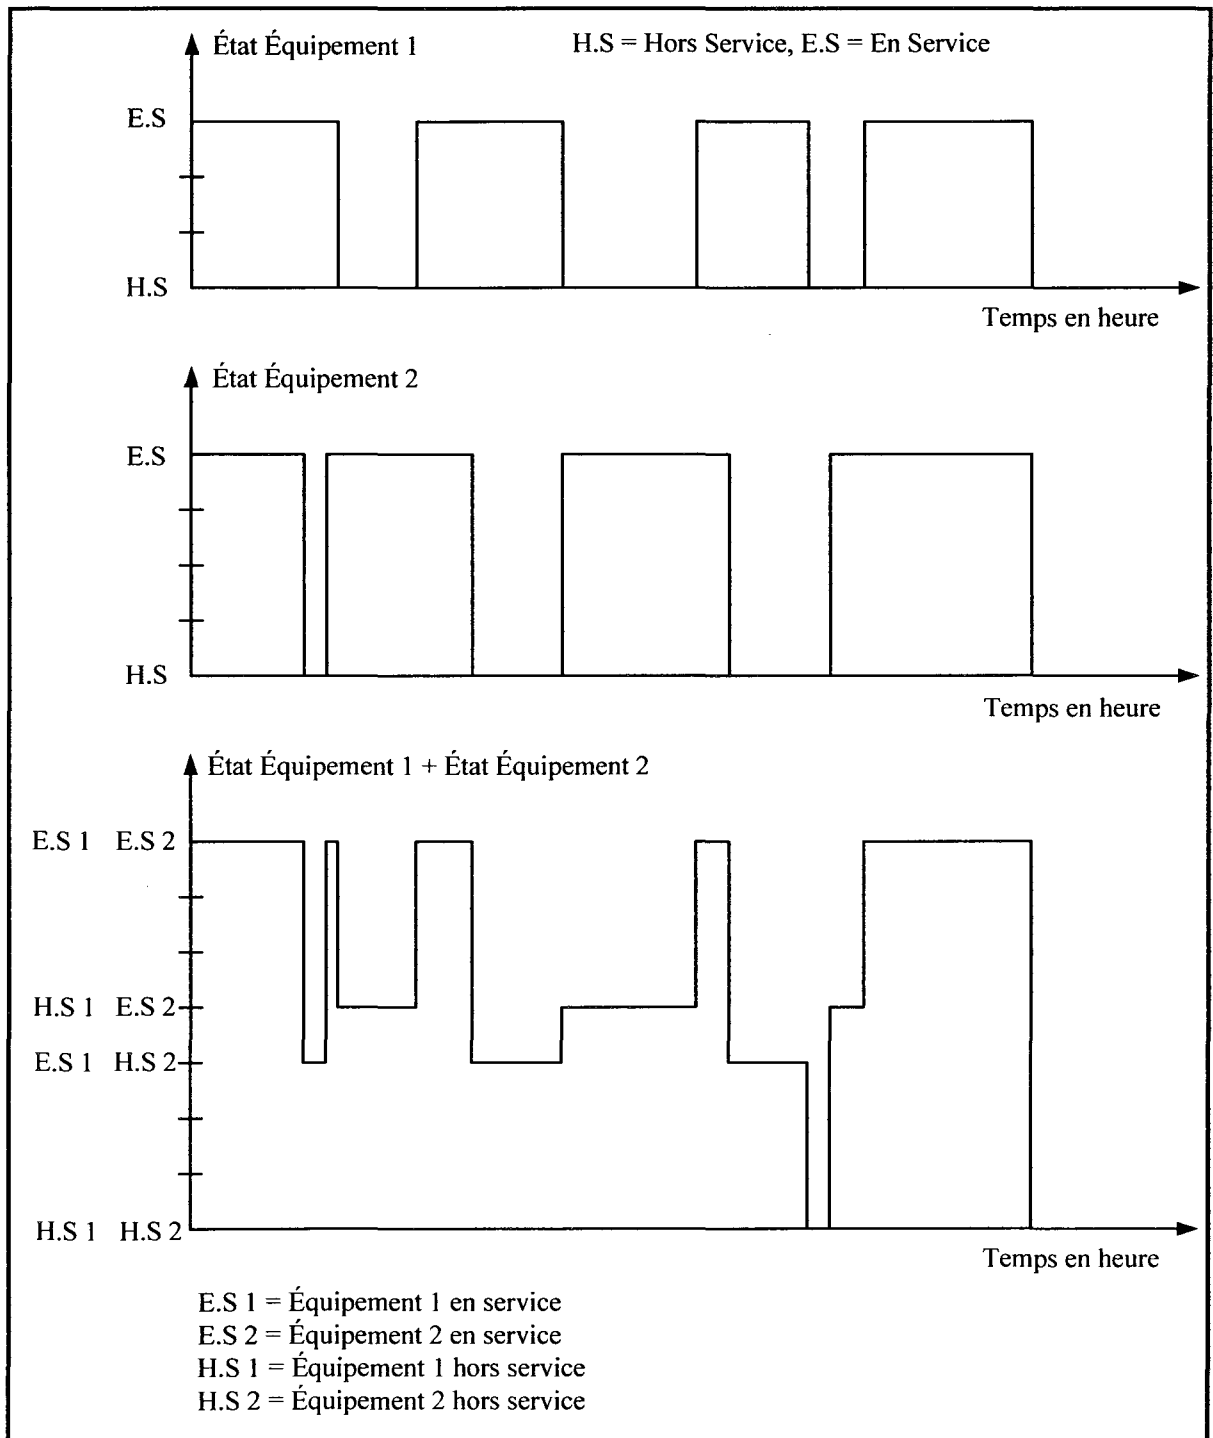 État Équipement 1
H.S = Hors Service, E.S = En Service
E.S
H.S
Temps en heure
État Équipement 2
E.S
H.S
Temps en heure
État Équipement 1 + État Équipement 2
E.S 1 E.S 2
H.S 1 E.S 2
E.S 1 H.S 2
H.S 1 H.S 2
Temps en heure
E.S 1 = Équipement 1 en service
E.S 2 = Équipement 2 en service
H.S 1 = Équipement 1 hors service
H.S 2 = Équipement 2 hors service